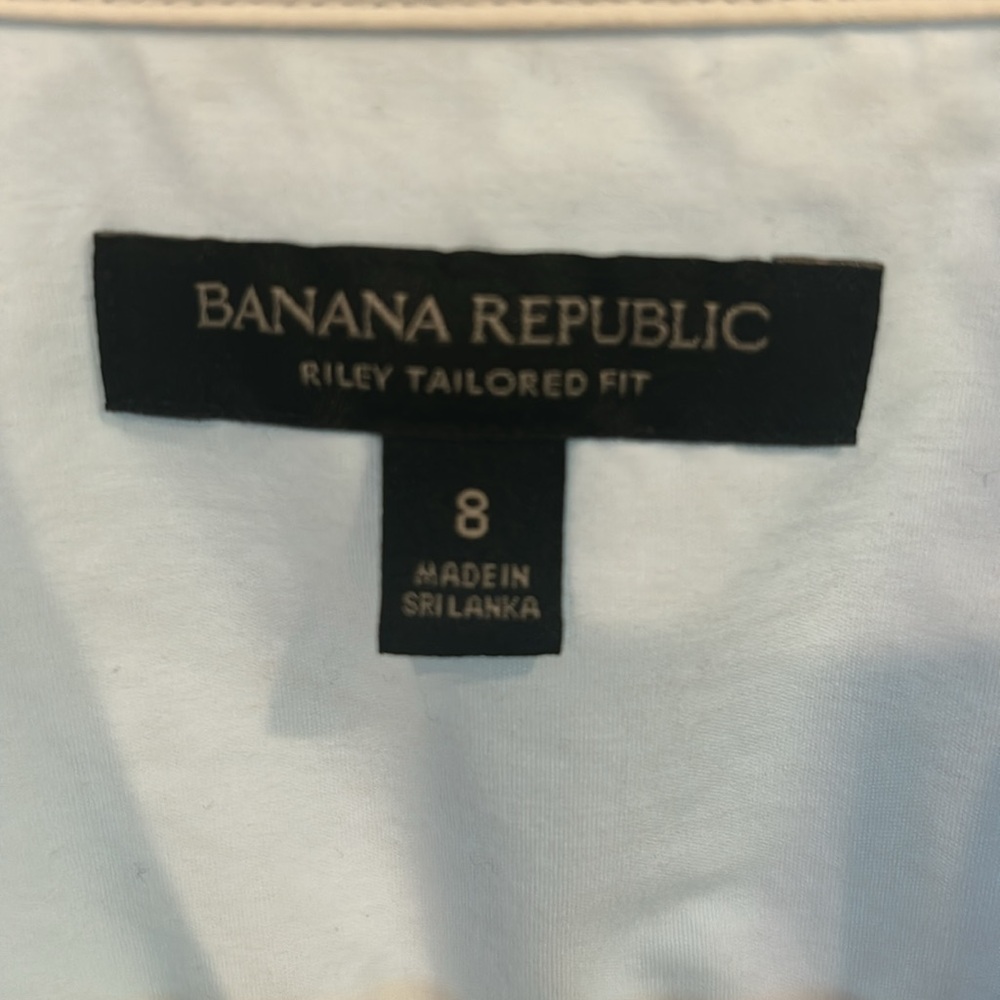 BANANA REPUBLIC
RILEY TAILORED FIT
8
MADE IN
SRI LANKA